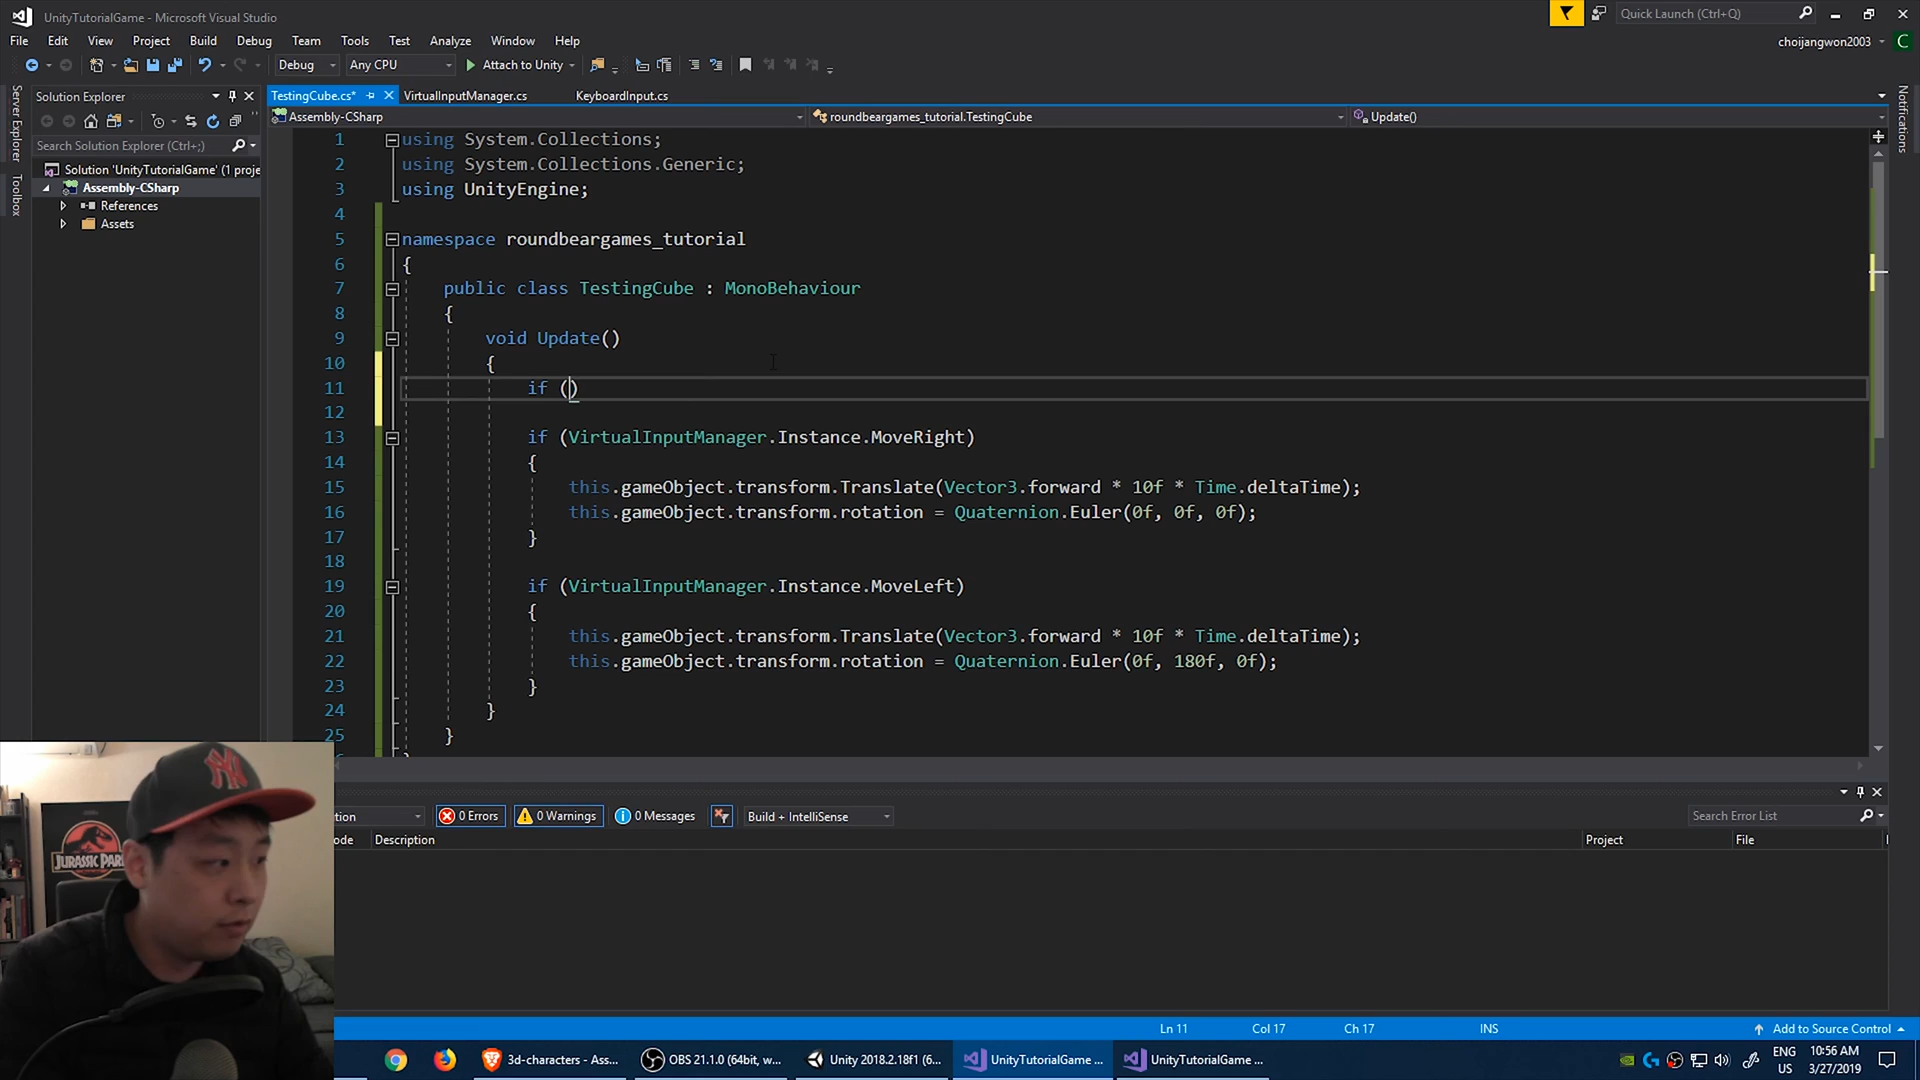 UnityTutorialGame - Microsoft Visual Studio
Quick Launch (Ctrl+Q)
File Edit View Project Build Debug Team Tools Test Analyze Window Help
choijangwon2003 C
Debug Any CPU Attach to Unity
Server Explorer
Toolbox
Notifications
Solution Explorer
TestingCube.cs* VirtualInputManager.cs KeyboardInput.cs
Assembly-CSharp roundbeargames_tutorial.TestingCube Update()
Search Solution Explorer (Ctrl+;)
Solution 'UnityTutorialGame' (1 proje
Assembly-CSharp
References
Assets
1 using System.Collections;
2 using System.Collections.Generic;
3 using UnityEngine;
4
5 namespace roundbeargames_tutorial
6 {
7 public class TestingCube : MonoBehaviour
8 {
9 void Update()
10 {
11 if ()
12
13 if (VirtualInputManager.Instance.MoveRight)
14 {
15 this.gameObject.transform.Translate(Vector3.forward * 10f * Time.deltaTime);
16 this.gameObject.transform.rotation = Quaternion.Euler(0f, 0f, 0f);
17 }
18
19 if (VirtualInputManager.Instance.MoveLeft)
20 {
21 this.gameObject.transform.Translate(Vector3.forward * 10f * Time.deltaTime);
22 this.gameObject.transform.rotation = Quaternion.Euler(0f, 180f, 0f);
23 }
24 }
25 }
tion 0 Errors 0 Warnings 0 Messages Build + IntelliSense Search Error List
ode Description Project File
JURASSIC PARK
NY
Ln 11 Col 17 Ch 17 INS Add to Source Control
3d-characters - Ass... OBS 21.1.0 (64bit, w... Unity 2018.2.18f1 (6... UnityTutorialGame ... UnityTutorialGame ...
ENG
US
10:56 AM
3/27/2019